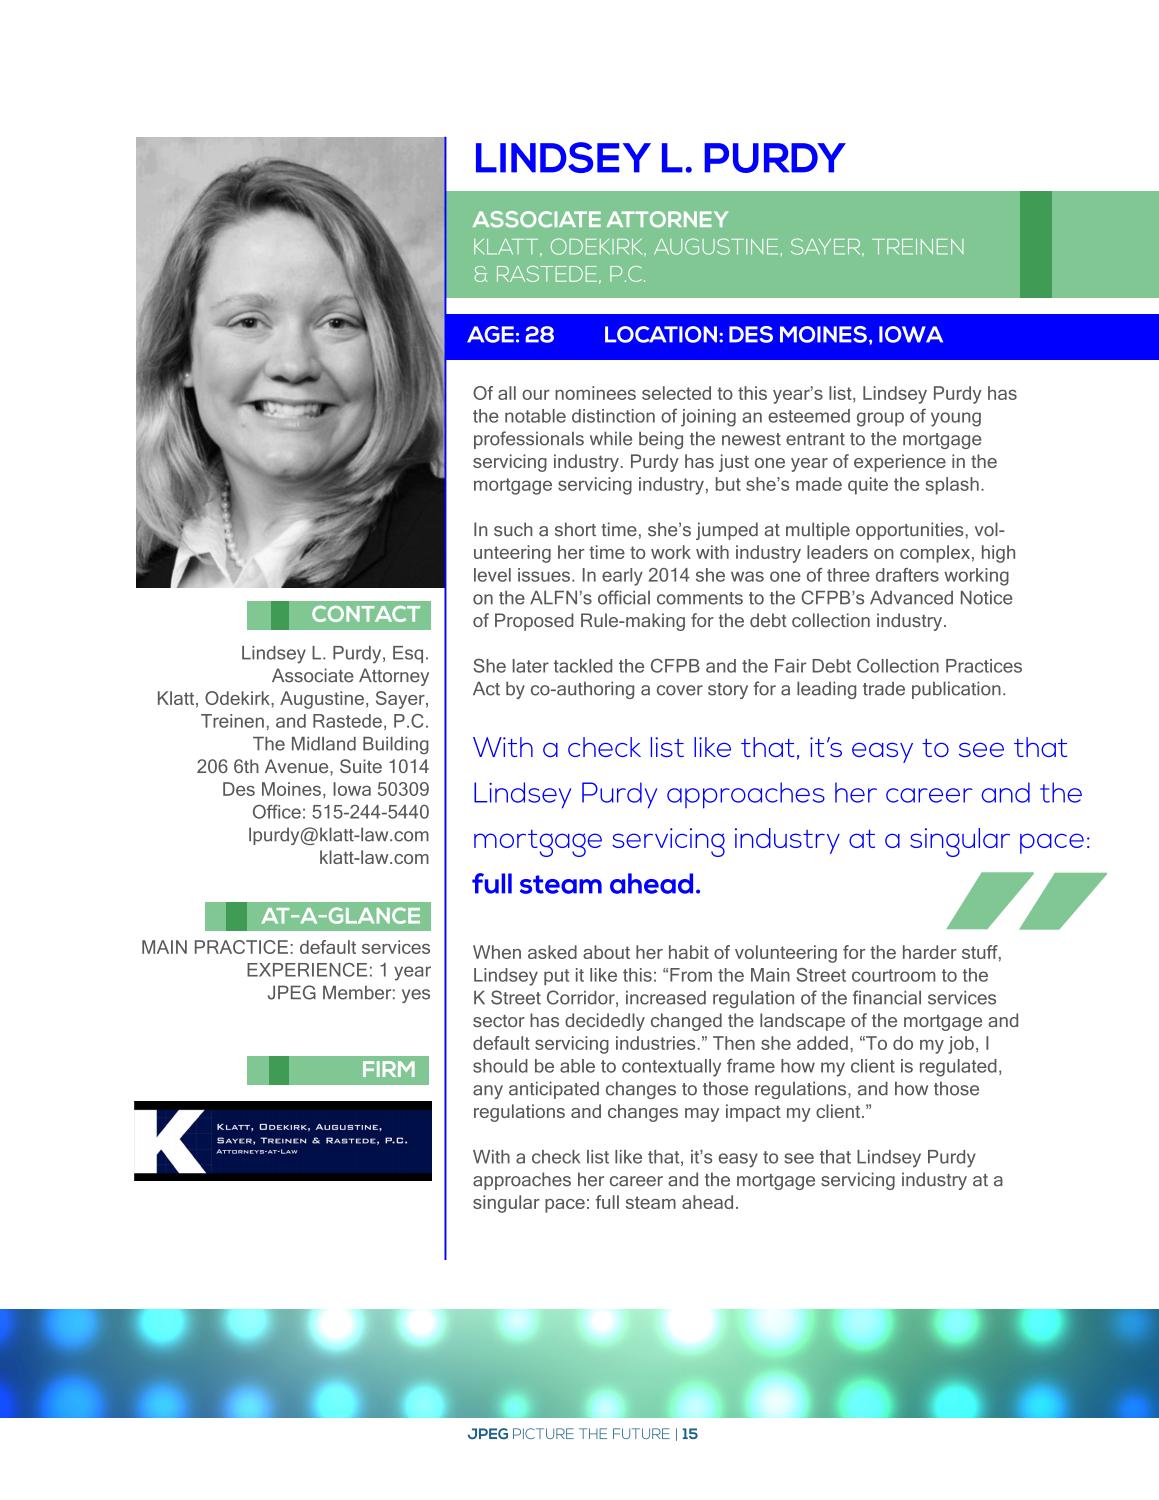 LINDSEY L. PURDY
ASSOCIATE ATTORNEY
KLATT, ODEKIRK, AUGUSTINE, SAYER, TREINEN
& RASTEDE, P.C.
AGE: 28 LOCATION: DES MOINES, IOWA
Of all our nominees selected to this year’s list, Lindsey Purdy has
the notable distinction of joining an esteemed group of young
professionals while being the newest entrant to the mortgage
servicing industry. Purdy has just one year of experience in the
mortgage servicing industry, but she’s made quite the splash.
In such a short time, she’s jumped at multiple opportunities, vol-
unteering her time to work with industry leaders on complex, high
level issues. In early 2014 she was one of three drafters working
on the ALFN’s official comments to the CFPB’s Advanced Notice
of Proposed Rule-making for the debt collection industry.
She later tackled the CFPB and the Fair Debt Collection Practices
Act by co-authoring a cover story for a leading trade publication.
With a check list like that, it’s easy to see that
Lindsey Purdy approaches her career and the
mortgage servicing industry at a singular pace:
full steam ahead.
When asked about her habit of volunteering for the harder stuff,
Lindsey put it like this: “From the Main Street courtroom to the
K Street Corridor, increased regulation of the financial services
sector has decidedly changed the landscape of the mortgage and
default servicing industries.” Then she added, “To do my job, I
should be able to contextually frame how my client is regulated,
any anticipated changes to those regulations, and how those
regulations and changes may impact my client.”
With a check list like that, it’s easy to see that Lindsey Purdy
approaches her career and the mortgage servicing industry at a
singular pace: full steam ahead.
CONTACT
Lindsey L. Purdy, Esq.
Associate Attorney
Klatt, Odekirk, Augustine, Sayer,
Treinen, and Rastede, P.C.
The Midland Building
206 6th Avenue, Suite 1014
Des Moines, Iowa 50309
Office: 515-244-5440
lpurdy@klatt-law.com
klatt-law.com
AT-A-GLANCE
MAIN PRACTICE: default services
EXPERIENCE: 1 year
JPEG Member: yes
FIRM
K
Klatt, Odekirk, Augustine,
Sayer, Treinen & Rastede, P.C.
Attorneys-at-Law
JPEG PICTURE THE FUTURE | 15